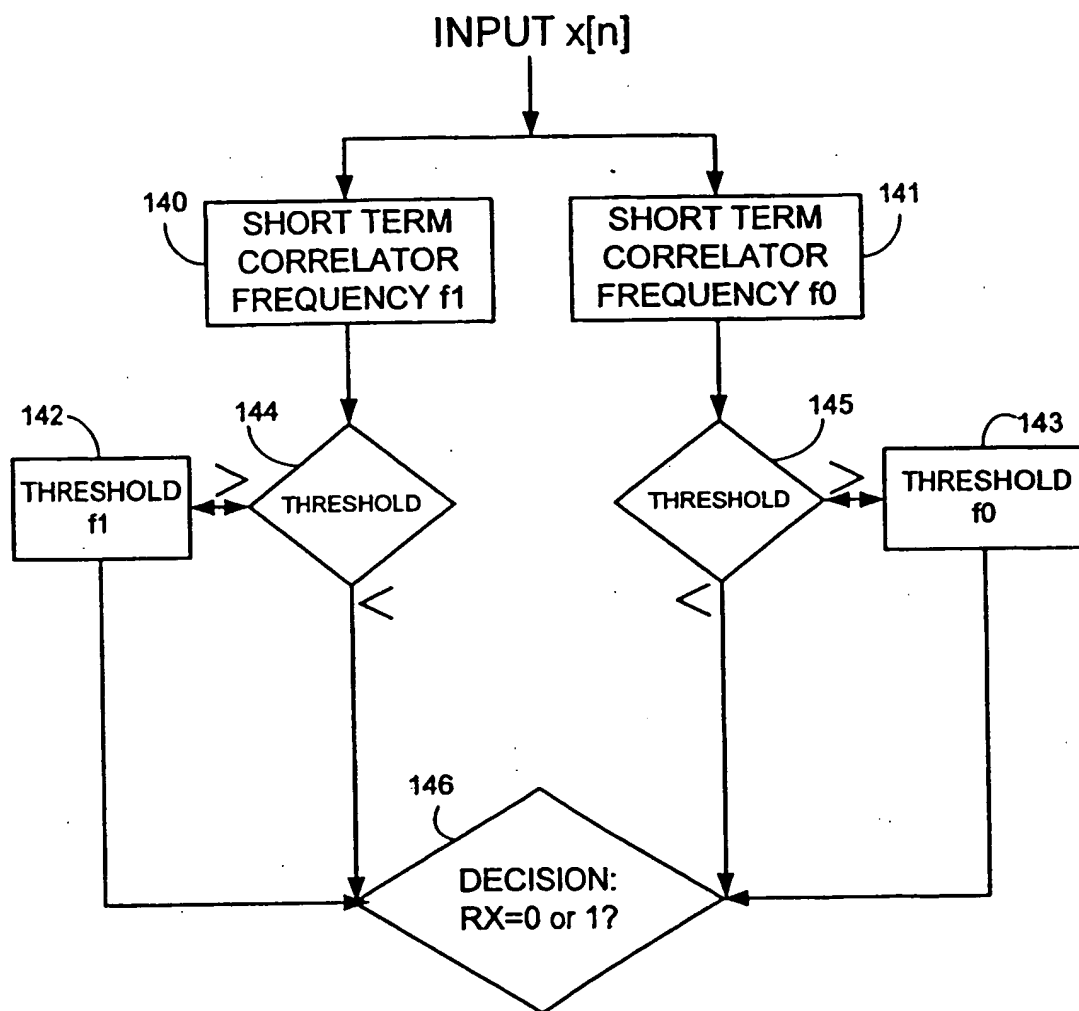 INPUT x[n]
140
SHORT TERM
CORRELATOR
FREQUENCY f1
141
SHORT TERM
CORRELATOR
FREQUENCY f0
142
THRESHOLD
f1
>
144
THRESHOLD
<
145
THRESHOLD
>
<
143
THRESHOLD
f0
146
DECISION:
RX=0 or 1?